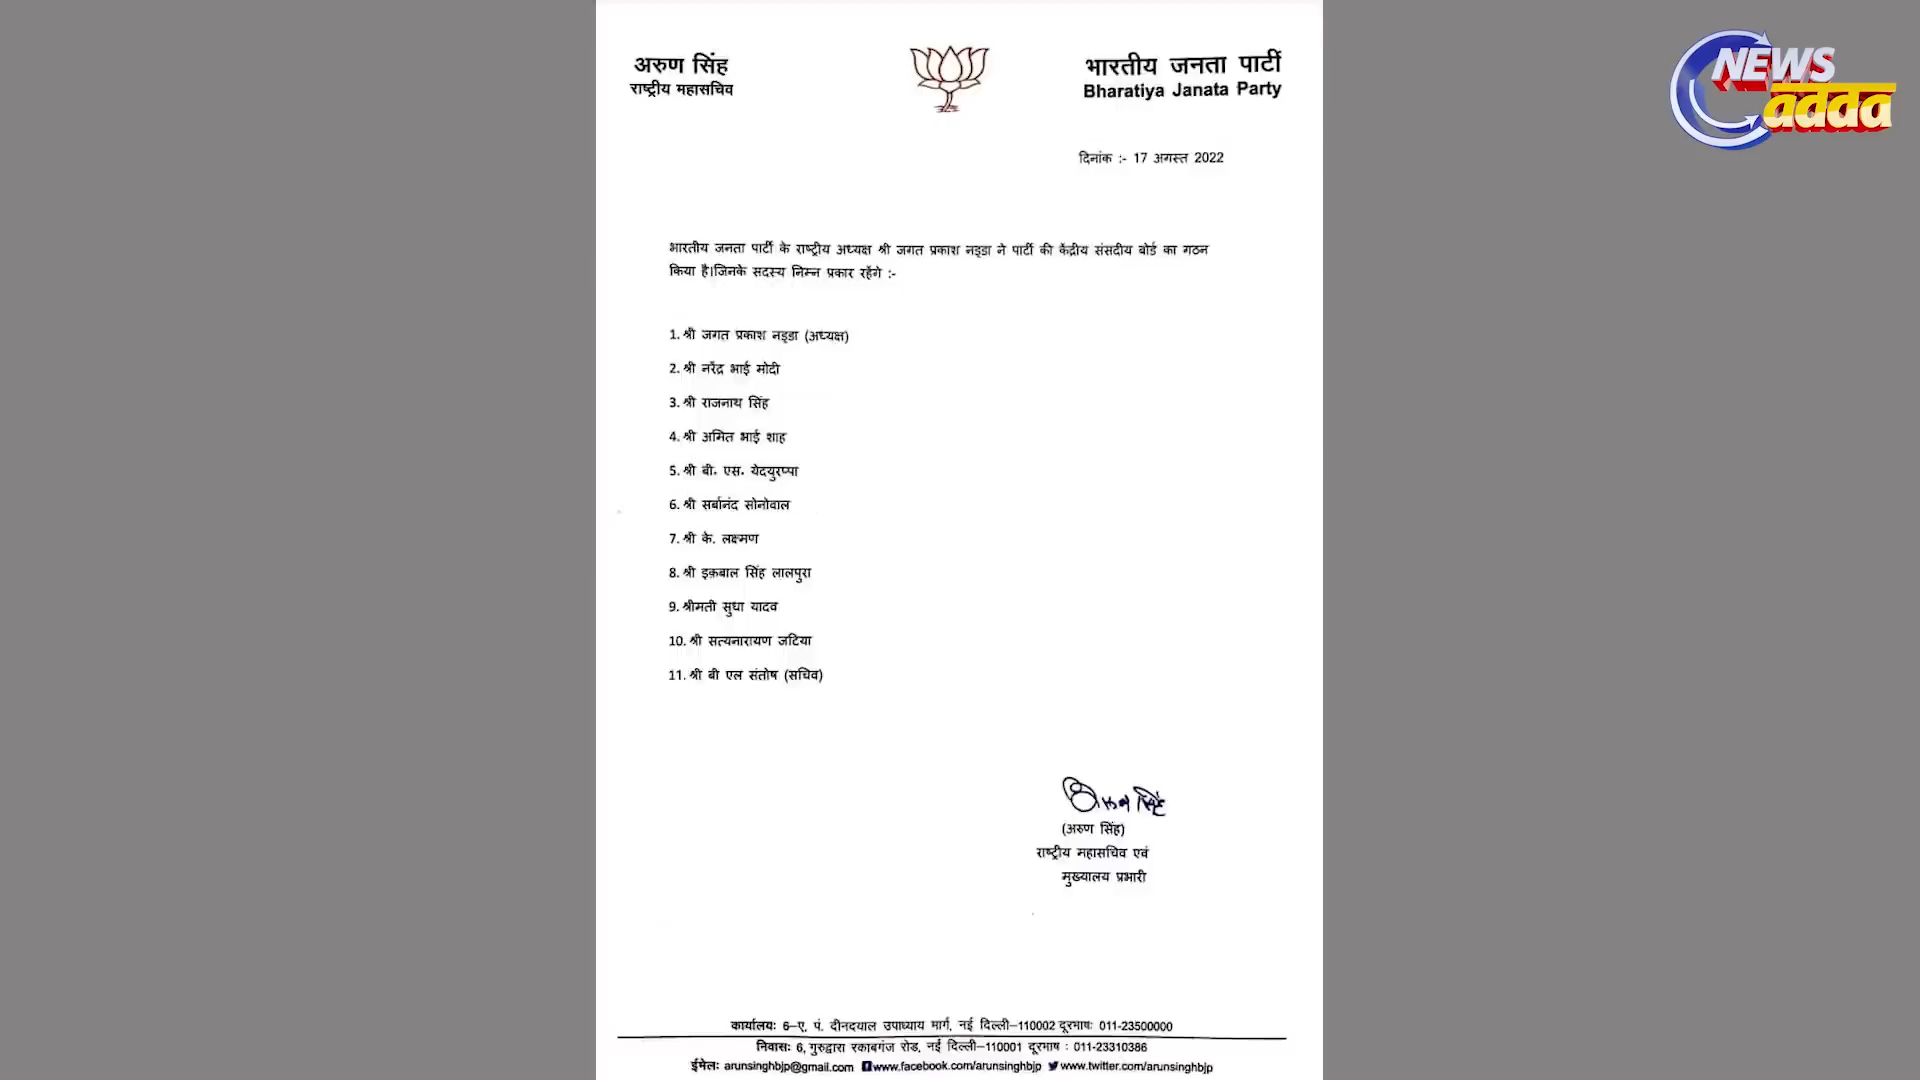 अरुण सिंह
राष्ट्रीय महासचिव
भारतीय जनता पार्टी
Bharatiya Janata Party
NEWS
अड्डा
दिनांक :- 17 अगस्त 2022
भारतीय जनता पार्टी के राष्ट्रीय अध्यक्ष श्री जगत प्रकाश नड्डा ने पार्टी की केंद्रीय संसदीय बोर्ड का गठन
किया है।जिनके सदस्य निम्न प्रकार रहेंगे :-
1. श्री जगत प्रकाश नड्डा (अध्यक्ष)
2. श्री नरेंद्र भाई मोदी
3. श्री राजनाथ सिंह
4. श्री अमित भाई शाह
5. श्री बी. एस. येदयुरप्पा
6. श्री सर्बानंद सोनोवाल
7. श्री के. लक्ष्मण
8. श्री इक़बाल सिंह लालपुरा
9. श्रीमती सुधा यादव
10. श्री सत्यनारायण जटिया
11. श्री बी एल संतोष (सचिव)
अरुण सिंह
(अरुण सिंह)
राष्ट्रीय महासचिव एवं
मुख्यालय प्रभारी
कार्यालयः 6–ए, पं. दीनदयाल उपाध्याय मार्ग, नई दिल्ली–110002 दूरभाषः 011-23500000
निवासः 6, गुरुद्वारा रकाबगंज रोड, नई दिल्ली–110001 दूरभाष : 011-23310386
ईमेलः arunsinghbjp@gmail.com www.facebook.com/arunsinghbjp www.twitter.com/arunsinghbjp